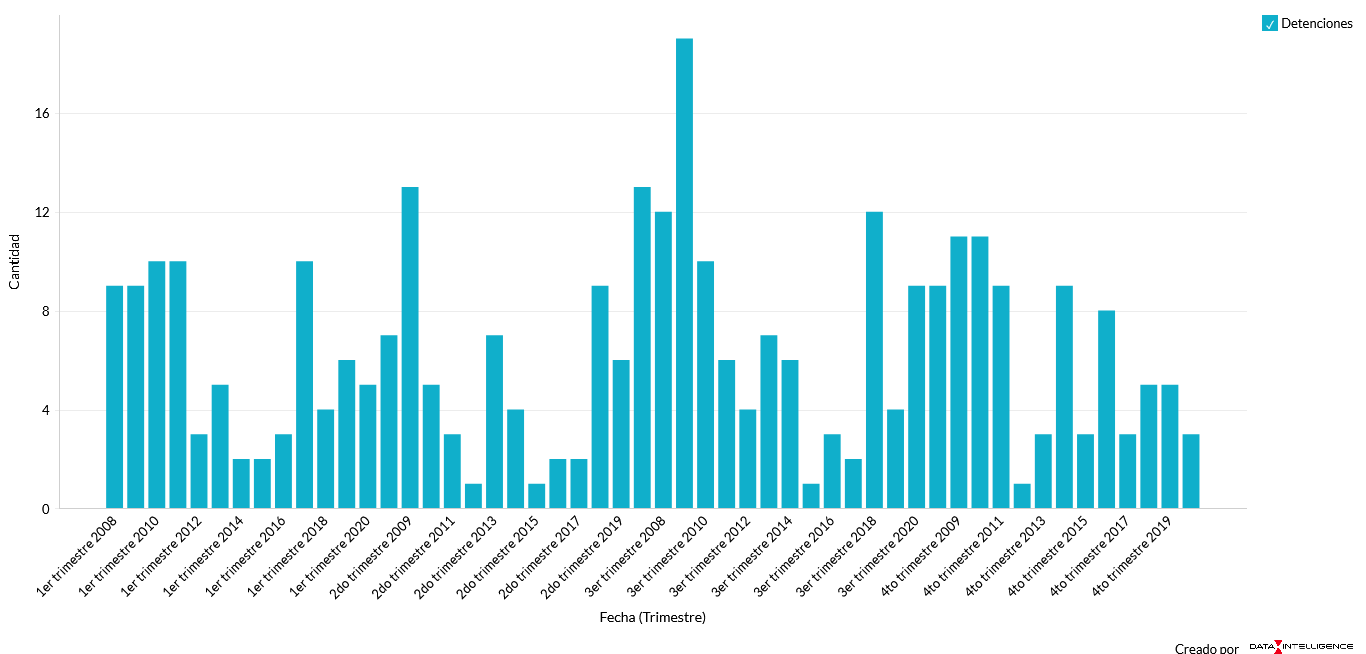 Detenciones
16
12
8
4
0
Cantidad
1er trimestre 2008
1er trimestre 2010
1er trimestre 2012
1er trimestre 2014
1er trimestre 2016
1er trimestre 2018
1er trimestre 2020
2do trimestre 2009
2do trimestre 2011
2do trimestre 2013
2do trimestre 2015
2do trimestre 2017
2do trimestre 2019
3er trimestre 2008
3er trimestre 2010
3er trimestre 2012
3er trimestre 2014
3er trimestre 2016
3er trimestre 2018
3er trimestre 2020
4to trimestre 2009
4to trimestre 2011
4to trimestre 2013
4to trimestre 2015
4to trimestre 2017
4to trimestre 2019
Fecha (Trimestre)
Creado por DATA INTELLIGENCE